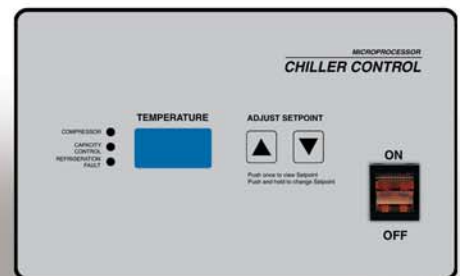 MICROPROCESSOR
CHILLER CONTROL
TEMPERATURE
ADJUST SETPOINT
COMPRESSOR
CAPACITY
CONTROL
REFRIGERATION
FAULT
Push once to view Setpoint
Push and hold to change Setpoint
ON
OFF